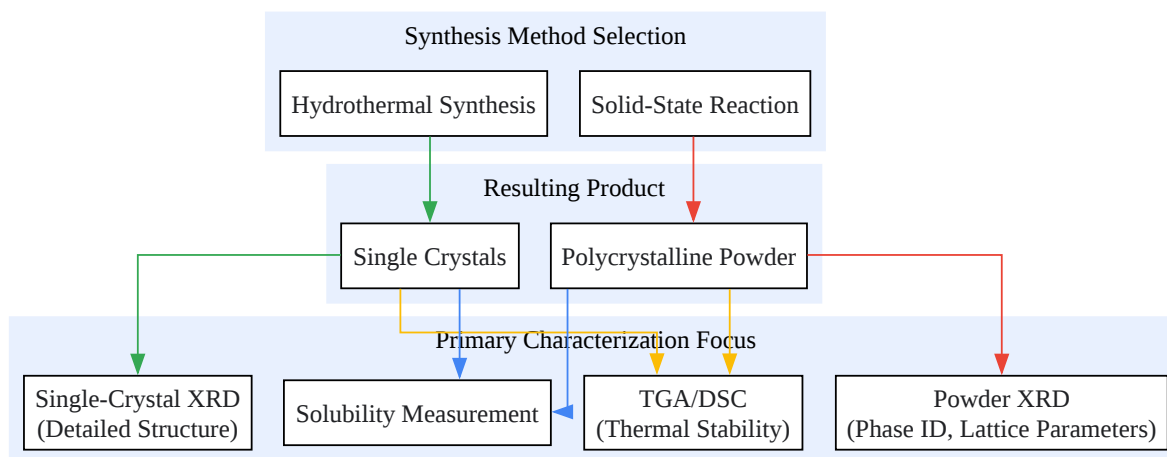 Synthesis Method Selection
Hydrothermal Synthesis
Solid-State Reaction
Resulting Product
Single Crystals
Polycrystalline Powder
Primary Characterization Focus
Single-Crystal XRD
(Detailed Structure)
Solubility Measurement
TGA/DSC
(Thermal Stability)
Powder XRD
(Phase ID, Lattice Parameters)